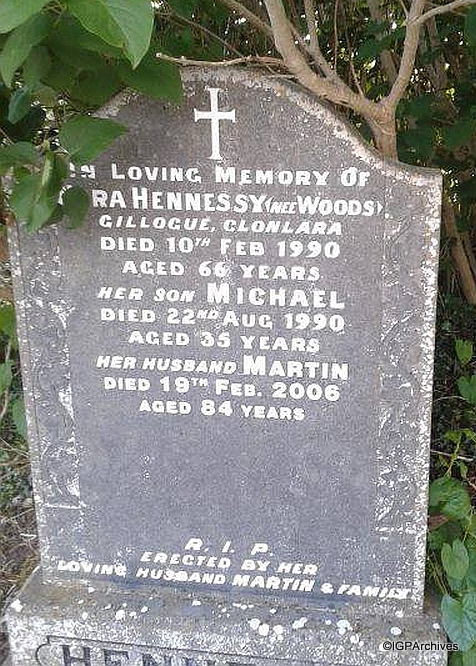 IN LOVING MEMORY OF
RA HENNESSY (NEE WOODS).
GILLOGUE, CLONLARA
DIED 10TH FEB 1990
AGED 66 YEARS
HER SON MICHAEL
DIED 22ND AUG 1990
AGED 35 YEARS
HER HUSBAND MARTIN
DIED 19TH FEB. 2006
AGED 84 YEARS
R. I. P.
ERECTED BY HER
LOVING HUSBAND MARTIN & FAMILY
©IGPArchives